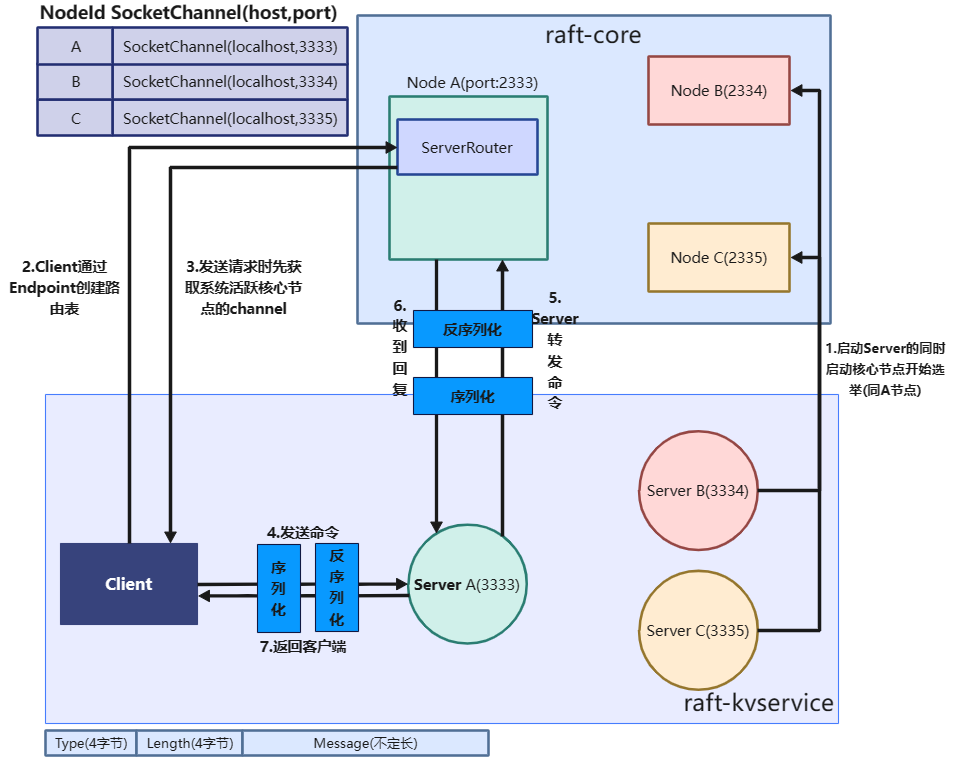 NodeId SocketChannel(host,port)
A SocketChannel(localhost,3333)
B SocketChannel(localhost,3334)
C SocketChannel(localhost,3335)
raft-core
Node A(port:2333)
ServerRouter
Node B(2334)
Node C(2335)
2.Client通过
Endpoint创建路
由表
3.发送请求时先获
取系统活跃核心节
点的channel
6.
收
到
回
复
5.
Server
转
发
命
令
反序列化
序列化
1.启动Server的同时
启动核心节点开始选
举(同A节点)
Server B(3334)
Server C(3335)
Client
4.发送命令
序
列
化
反
序
列
化
7.返回客户端
Server A(3333)
raft-kvservice
Type(4字节) Length(4字节) Message(不定长)